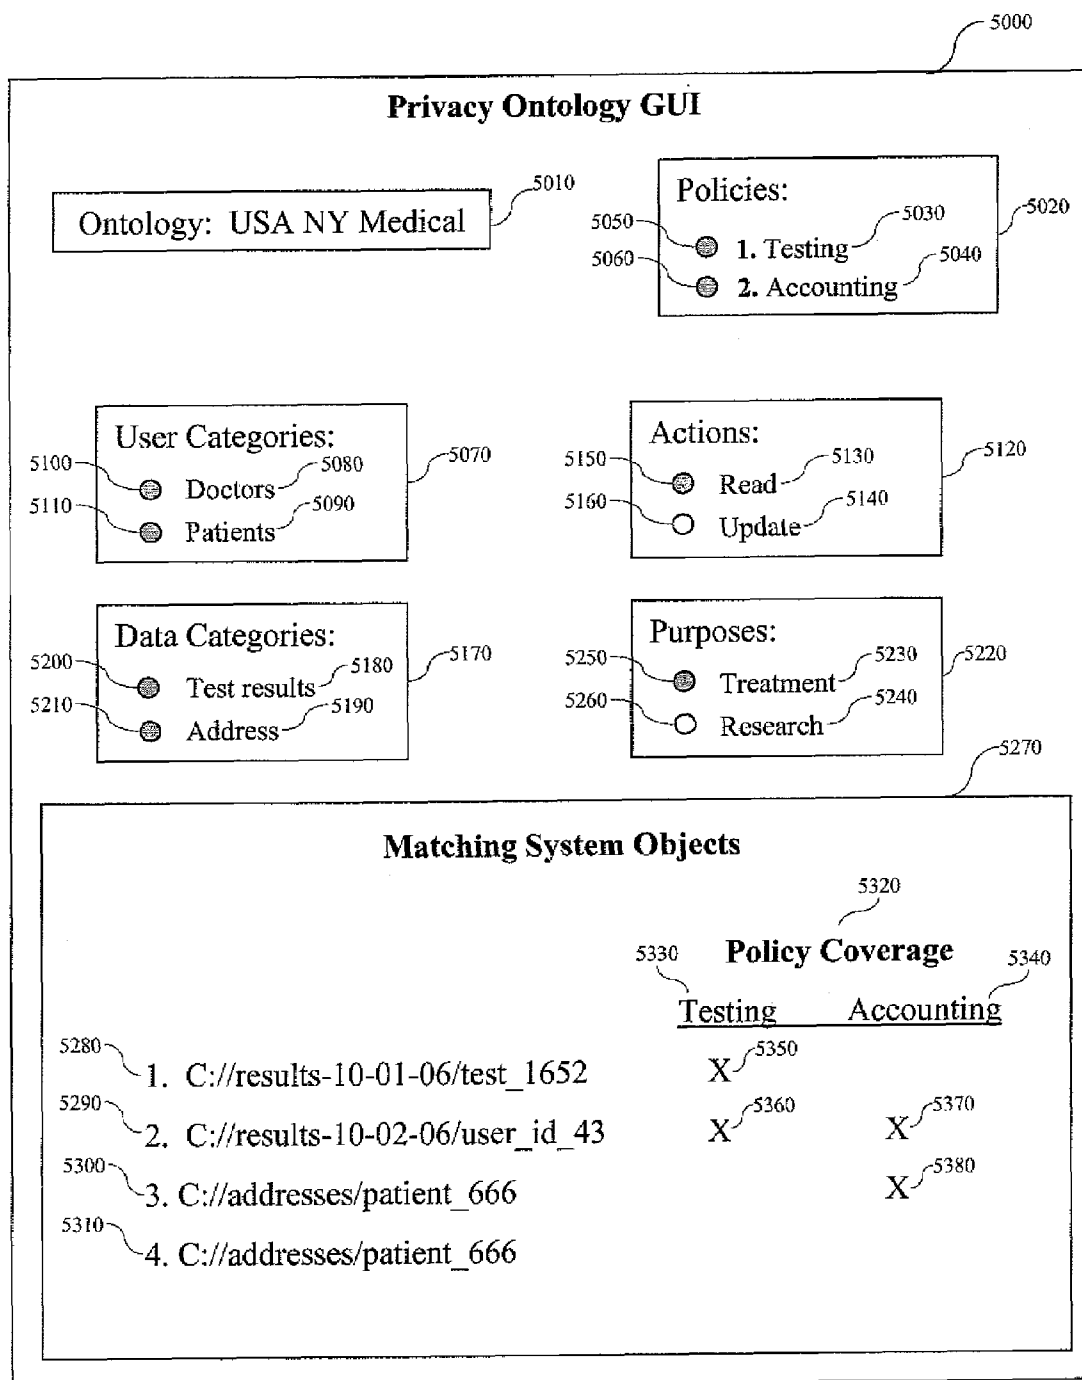 5000
Privacy Ontology GUI
Ontology: USA NY Medical
5010
Policies:
5020
5050
1. Testing
5030
5060
2. Accounting
5040
User Categories:
5070
5100
Doctors
5080
5110
Patients
5090
Actions:
5120
5150
Read
5130
5160
Update
5140
Data Categories:
5170
5200
Test results
5180
5210
Address
5190
Purposes:
5220
5250
Treatment
5230
5260
Research
5240
5270
Matching System Objects
5320
Policy Coverage
5330
5340
Testing Accounting
5280
1. C://results-10-01-06/test_1652 X
5350
5290
2. C://results-10-02-06/user_id_43 X X
5360
5370
5300
3. C://addresses/patient_666 X
5380
5310
4. C://addresses/patient_666